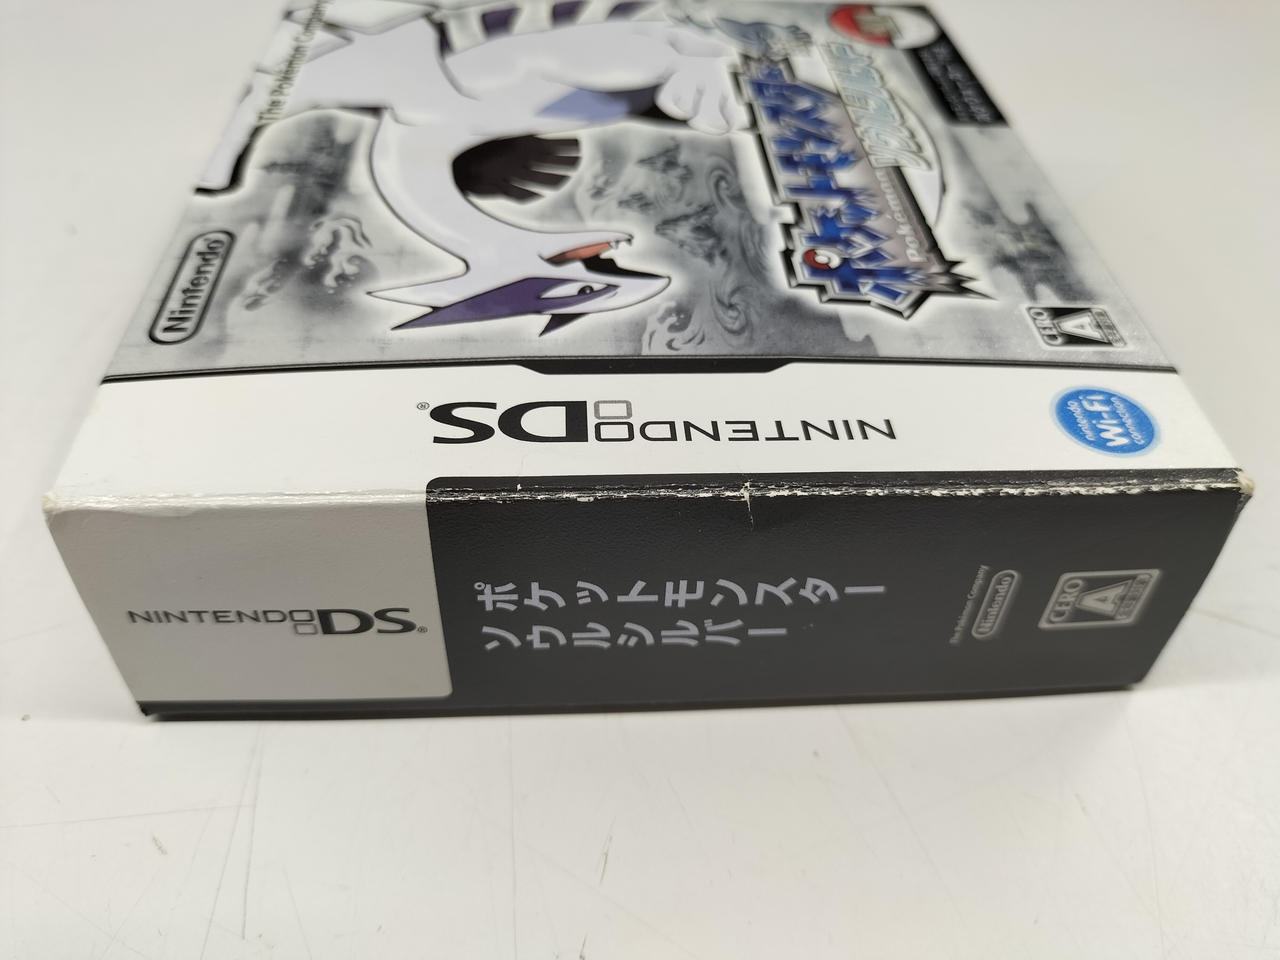 The Pokémon Company
Nintendo
ポケットモンスター
ソウルシルバー
Pokémon
CERO
A
NINTENDO DS®
Nintendo
Wi-Fi
connection
NINTENDO DS®
ポケットモンスター
ソウルシルバー
The Pokémon Company
Nintendo
CERO
A